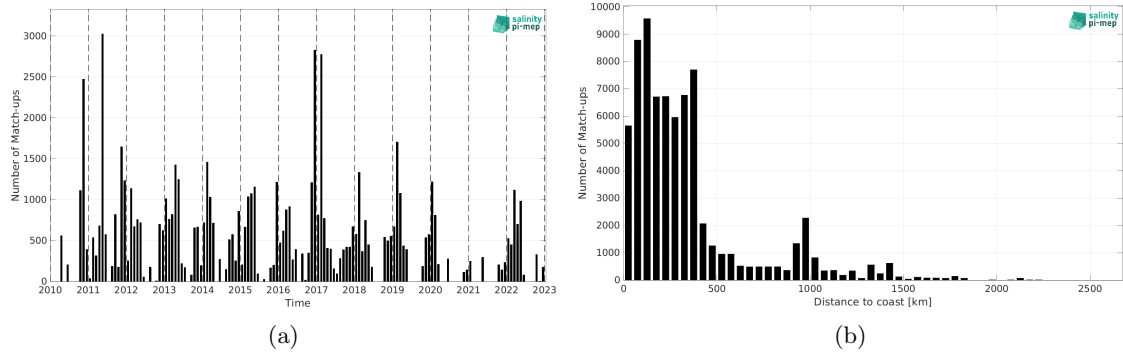 salinity
pi-mep
3000
2500
2000
1500
1000
500
0
Number of Match-ups
2010 2011 2012 2013 2014 2015 2016 2017 2018 2019 2020 2021 2022 2023
Time
(a)
salinity
pi-mep
10000
9000
8000
7000
6000
5000
4000
3000
2000
1000
0
Number of Match-ups
0 500 1000 1500 2000 2500
Distance to coast [km]
(b)